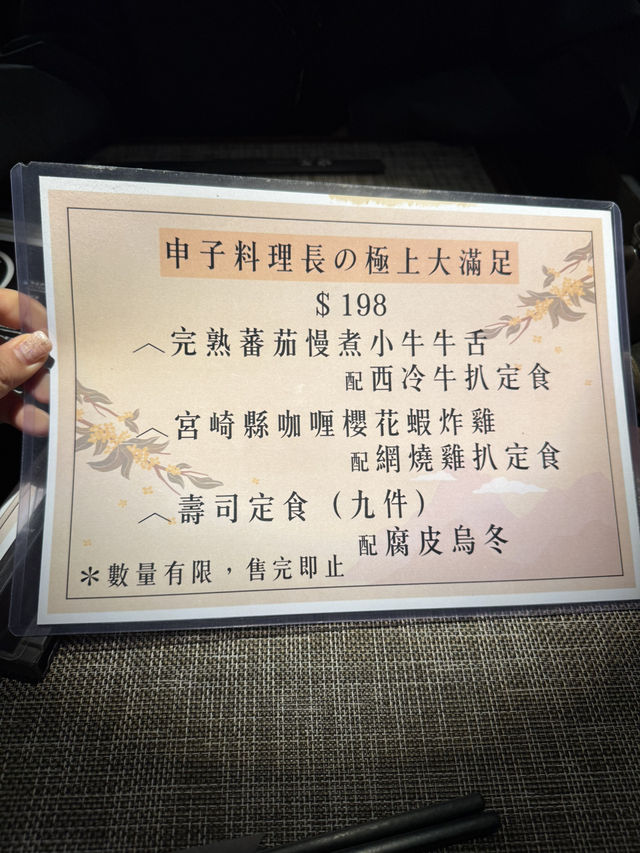 申子料理長の極上大滿足
$ 198
︿完熟蕃茄慢煮小牛牛舌
配西冷牛扒定食
︿宮崎縣咖喱櫻花蝦炸雞
配網燒雞扒定食
︿壽司定食（九件）
配腐皮烏冬
＊數量有限，售完即止